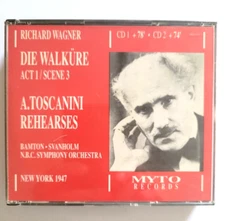 RICHARD WAGNER
CD 1 + 78' - CD 2 + 74'
DIE WALKÜRE
ACT 1 / SCENE 3
A. TOSCANINI
REHEARSES
BAMTON - SVANHOLM
N.B.C. SYMPHONY ORCHESTRA
NEW YORK 1947
MYTO
RECORDS